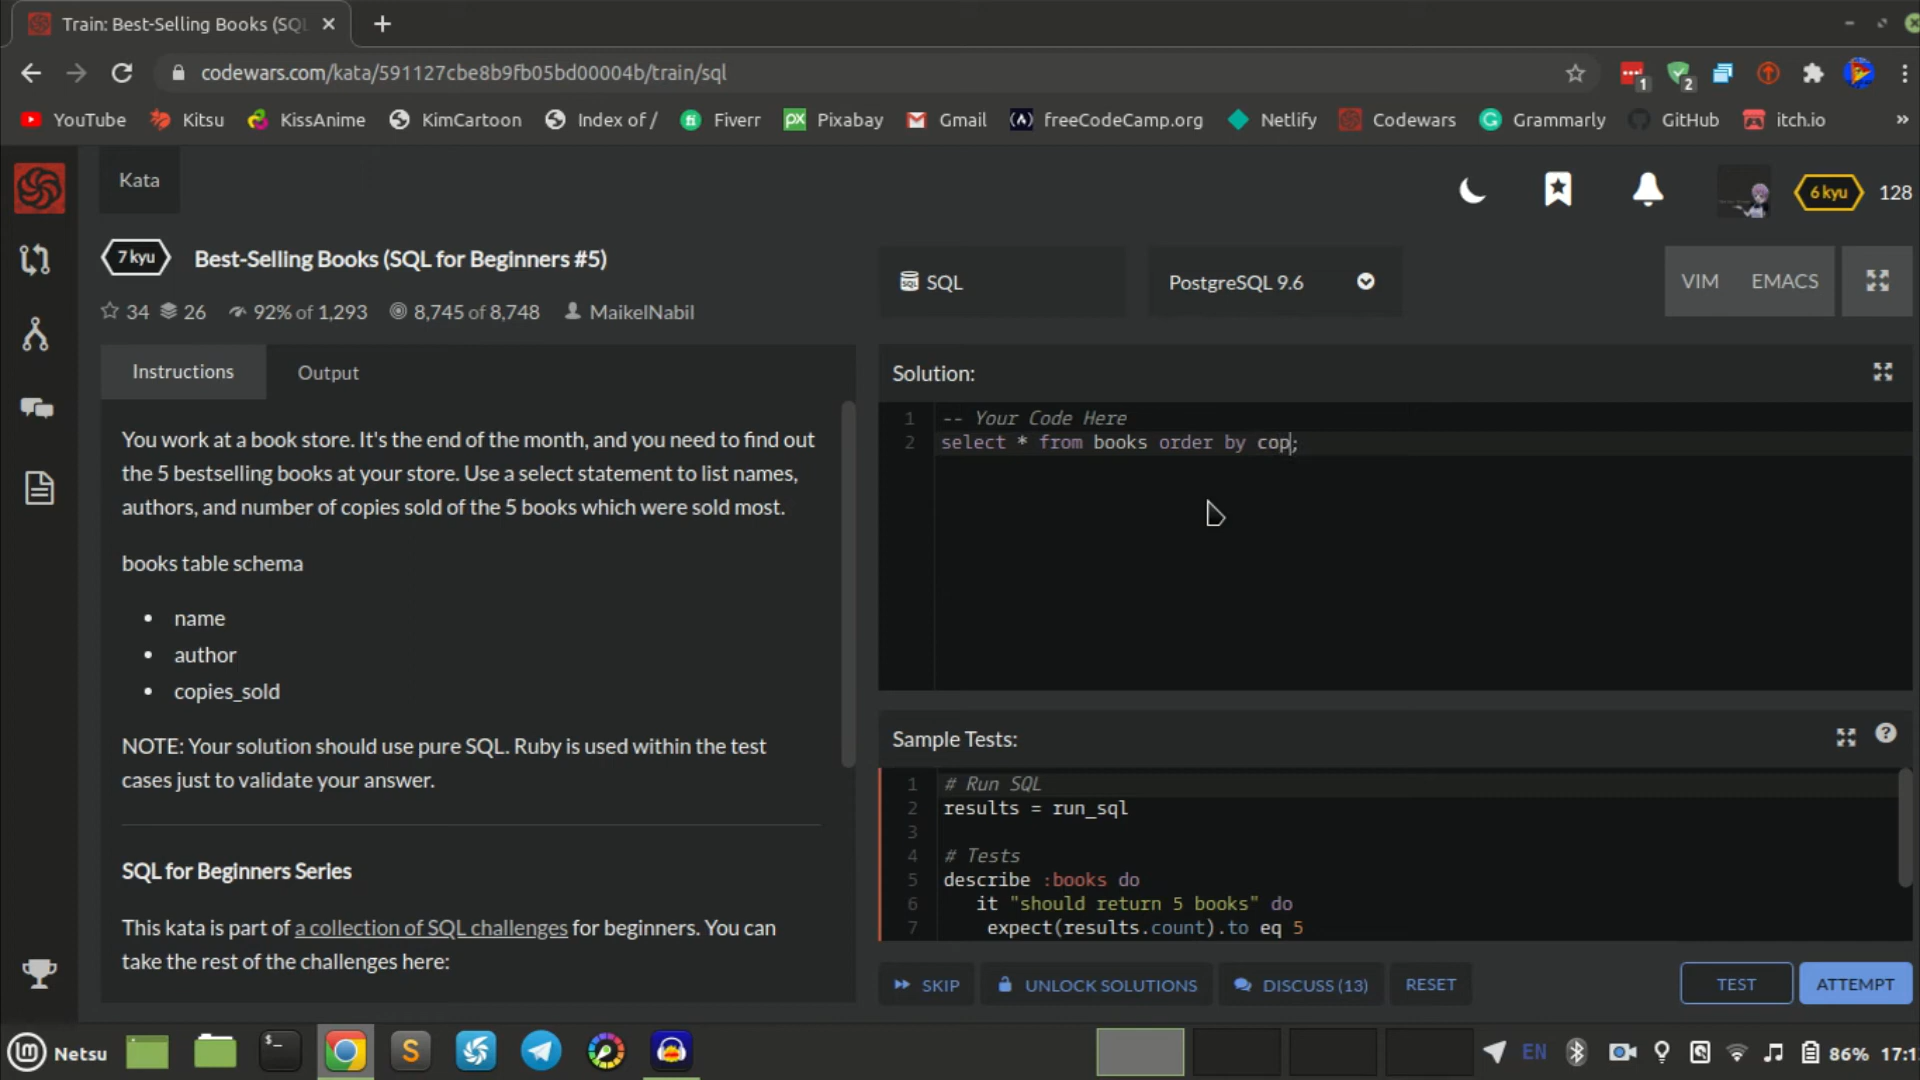 Train: Best-Selling Books (SQL
codewars.com/kata/591127cbe8b9fb05bd00004b/train/sql
1
2
YouTube
Kitsu
KissAnime
KimCartoon
Index of /
Fiverr
PX Pixabay
Gmail
freeCodeCamp.org
Netlify
Codewars
Grammarly
GitHub
itch.io
»
Kata
6 kyu 128
7 kyu Best-Selling Books (SQL for Beginners #5)
34 26 92% of 1,293 8,745 of 8,748 MaikelNabil
SQL
PostgreSQL 9.6
VIM EMACS
Instructions
Output
You work at a book store. It's the end of the month, and you need to find out
the 5 bestselling books at your store. Use a select statement to list names,
authors, and number of copies sold of the 5 books which were sold most.
books table schema
• name
• author
• copies_sold
NOTE: Your solution should use pure SQL. Ruby is used within the test
cases just to validate your answer.
SQL for Beginners Series
This kata is part of a collection of SQL challenges for beginners. You can
take the rest of the challenges here:
Solution:
1 -- Your Code Here
2 select * from books order by cop;
Sample Tests:
1 # Run SQL
2 results = run_sql
3
4 # Tests
5 describe :books do
6 it "should return 5 books" do
7 expect(results.count).to eq 5
SKIP
UNLOCK SOLUTIONS
DISCUSS (13)
RESET
TEST
ATTEMPT
Netsu
EN
86%
17:1